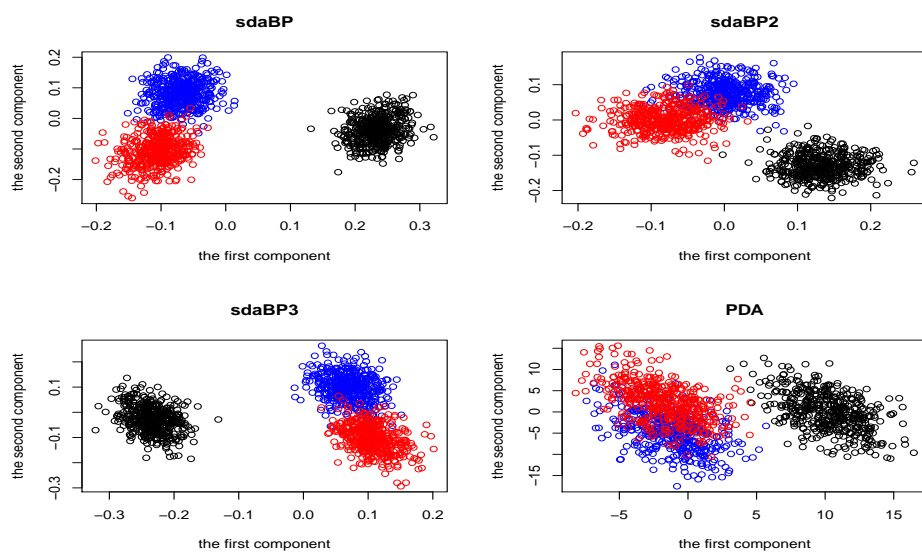 sdaBP
the second component
0.2
0.0
−0.2
−0.2 −0.1 0.0 0.1 0.2 0.3
the first component
sdaBP2
the second component
0.1
0.0
−0.1
−0.2
−0.2 −0.1 0.0 0.1 0.2
the first component
sdaBP3
the second component
0.1
−0.1
−0.3
−0.3 −0.2 −0.1 0.0 0.1 0.2
the first component
PDA
the second component
10
5
0
−5
−15
−5 0 5 10 15
the first component